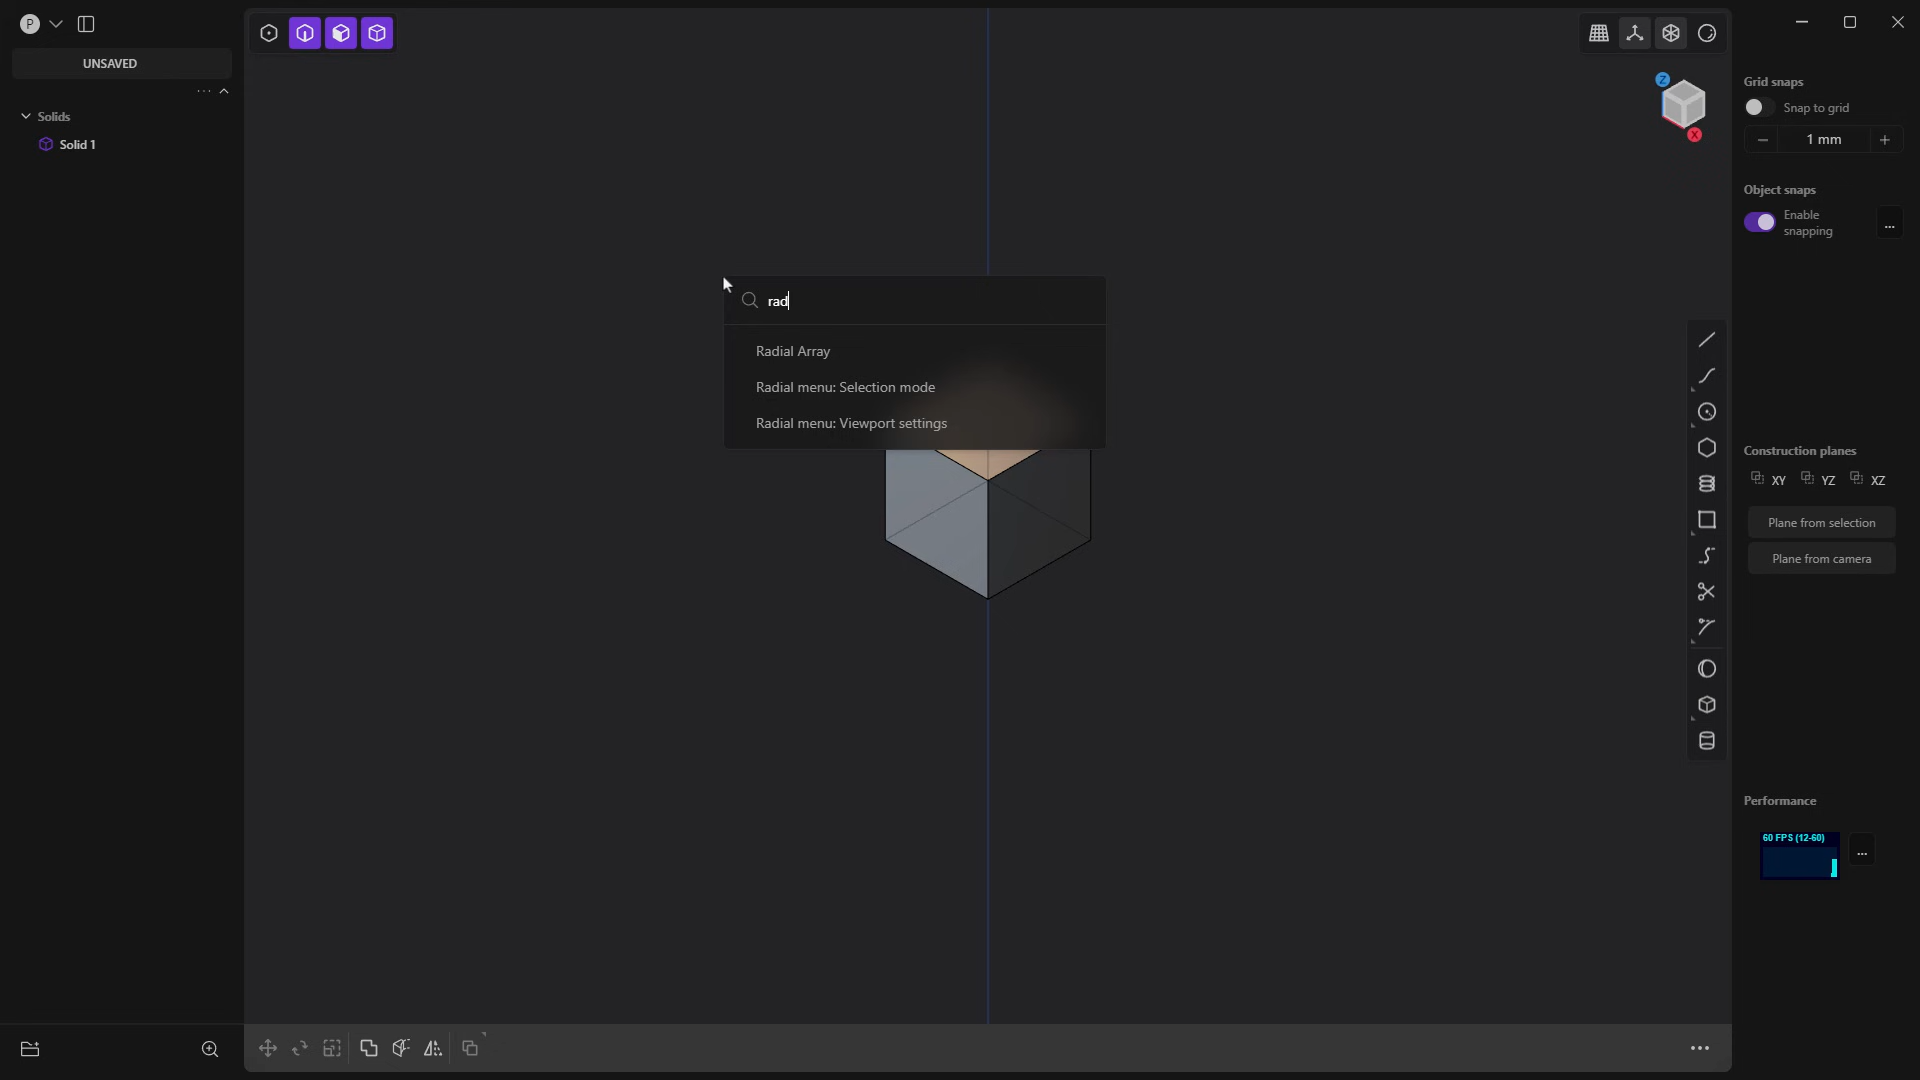 P
UNSAVED
...
Solids
Solid 1
rad
Radial Array
Radial menu: Selection mode
Radial menu: Viewport settings
Z
X
Grid snaps
Snap to grid
1 mm
Object snaps
Enable
snapping
...
Construction planes
XY YZ XZ
Plane from selection
Plane from camera
Performance
60 FPS (12-60)
...